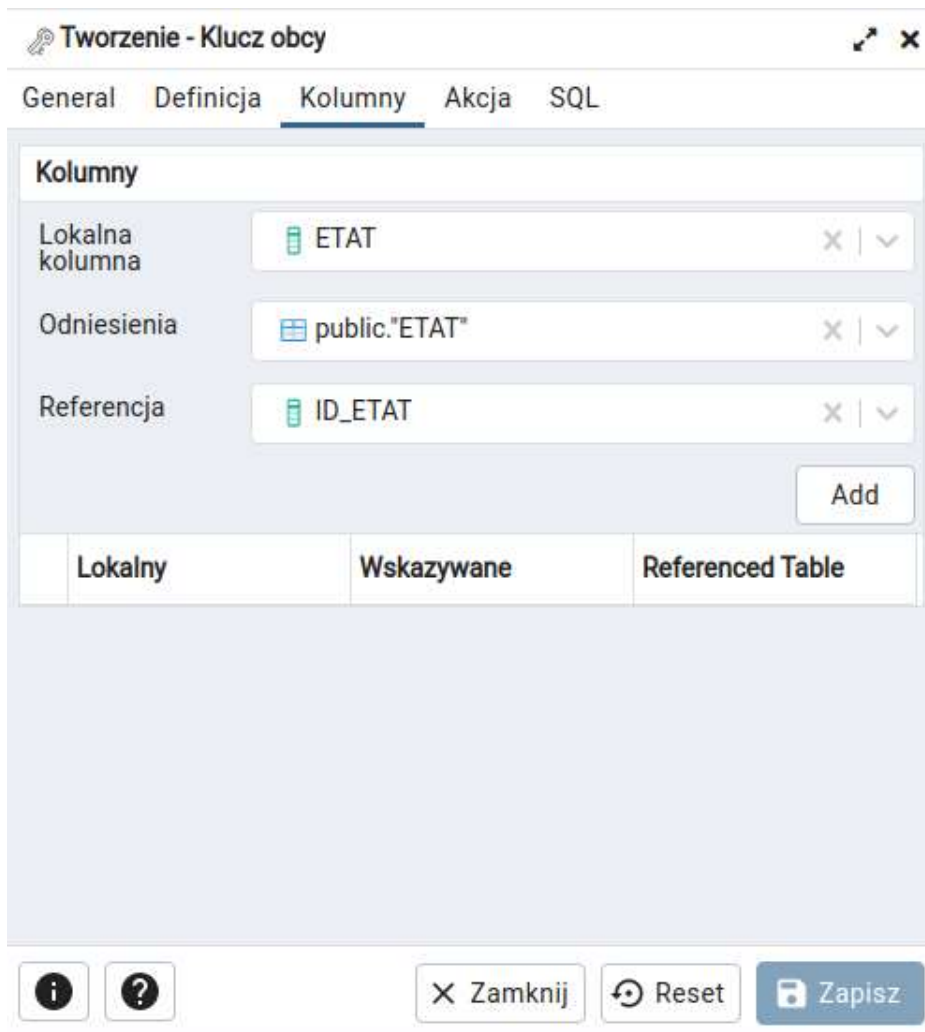 Tworzenie - Klucz obcy
General Definicja Kolumny Akcja SQL
Kolumny
Lokalna
kolumna
ETAT
Odniesienia
public."ETAT"
Referencja
ID_ETAT
Add
Lokalny Wskazywane Referenced Table
Zamknij Reset Zapisz